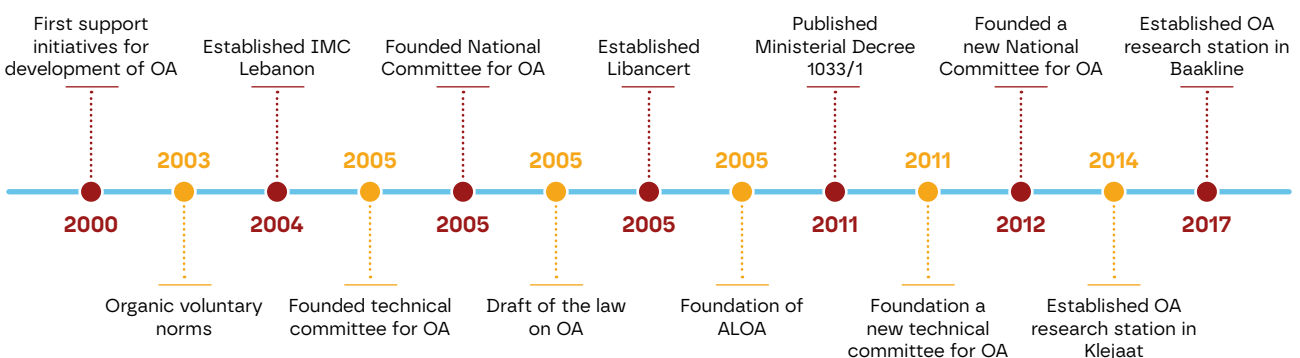 First support
initiatives for
development of OA
Established IMC
Lebanon
Founded National
Committee for OA
Established
Libancert
Published
Ministerial Decree
1033/1
Founded a
new National
Committee for OA
Established OA
research station in
Baakline
2003
2005
2005
2005
2011
2014
2000
2004
2005
2005
2011
2012
2017
Organic voluntary
norms
Founded technical
committee for OA
Draft of the law
on OA
Foundation of
ALOA
Foundation a
new technical
committee for OA
Established OA
research station in
Klejaat